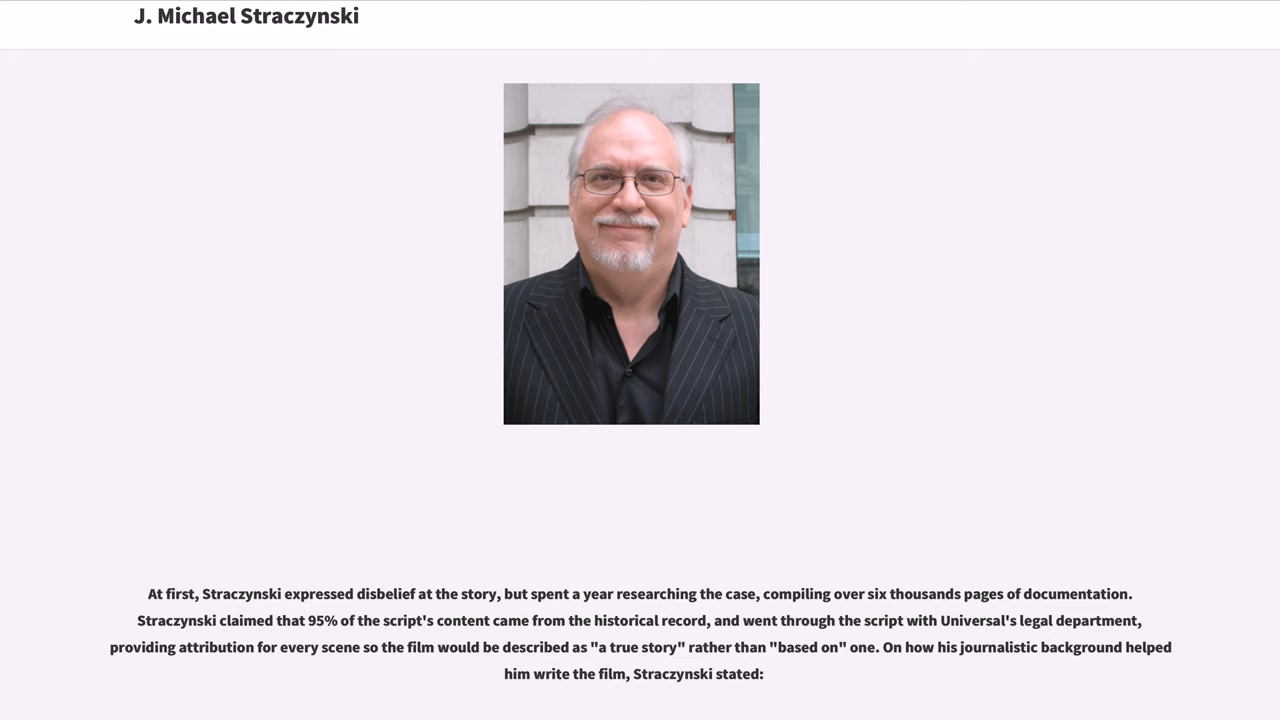 J. Michael Straczynski
At first, Straczynski expressed disbelief at the story, but spent a year researching the case, compiling over six thousands pages of documentation.
Straczynski claimed that 95% of the script's content came from the historical record, and went through the script with Universal's legal department,
providing attribution for every scene so the film would be described as "a true story" rather than "based on" one. On how his journalistic background helped
him write the film, Straczynski stated: